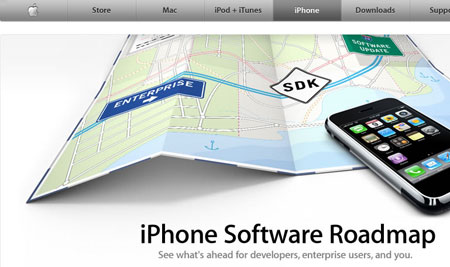 Store Mac iPod + iTunes iPhone Downloads Suppo
SOFTWARE
UPDATE
SDK
ENTERPRISE
iPhone Software Roadmap
See what's ahead for developers, enterprise users, and you.